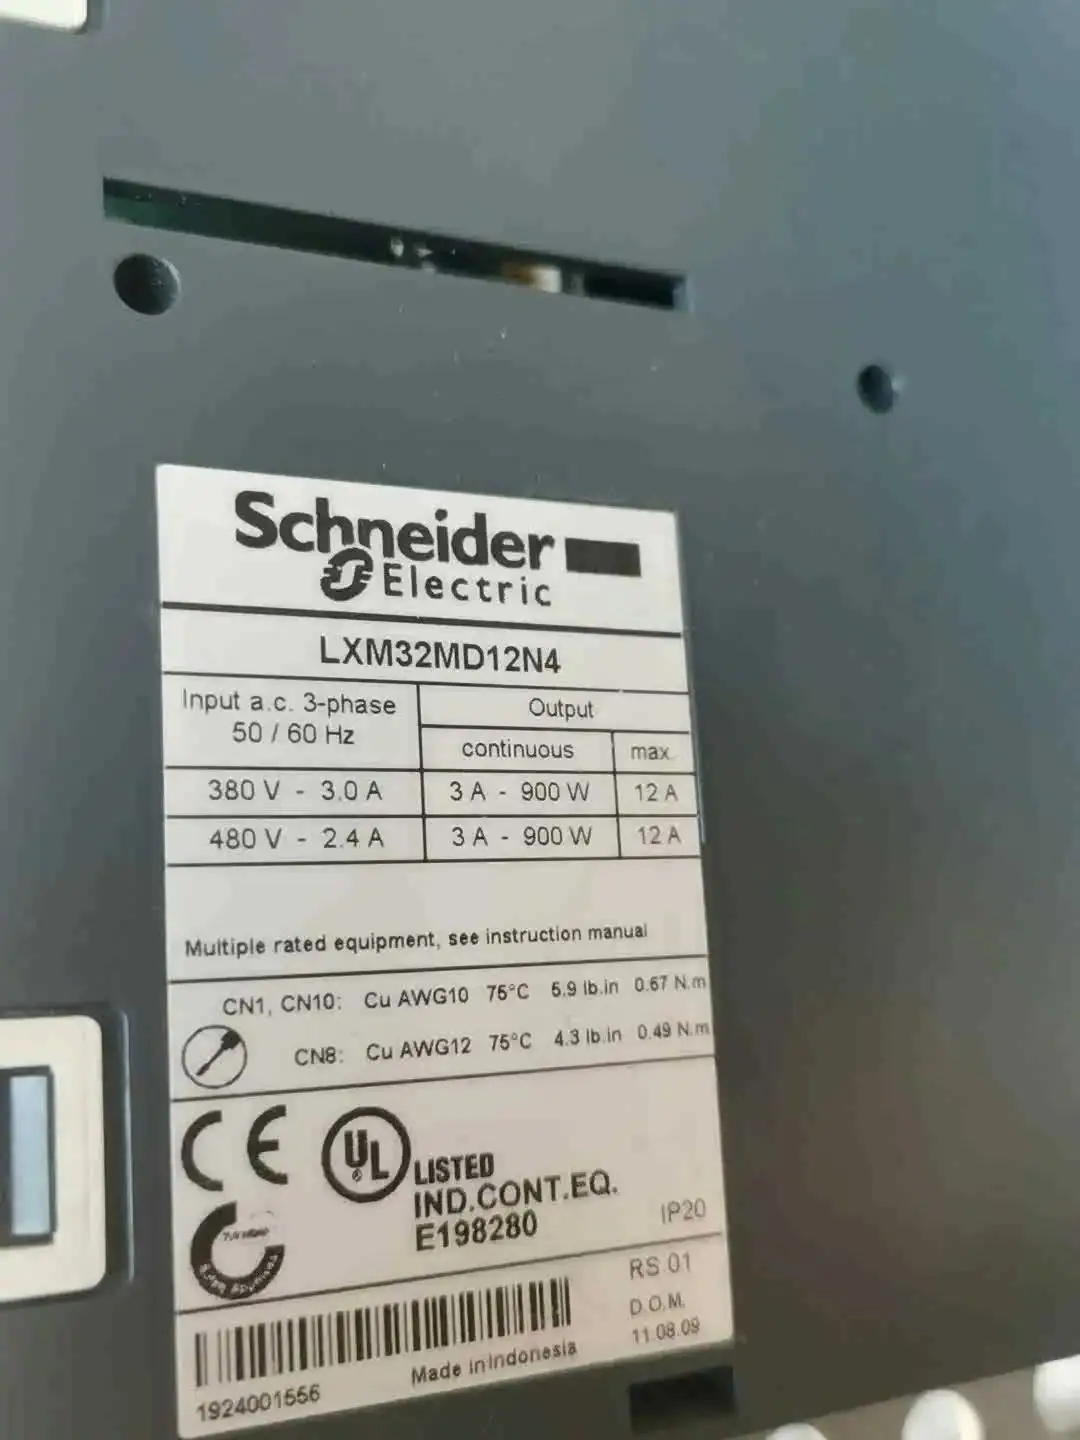 Schneider
Electric
LXM32MD12N4
Input a.c. 3-phase
50 / 60 Hz
Output
continuous
max.
380 V - 3.0 A
3 A - 900 W
12 A
480 V - 2.4 A
3 A - 900 W
12 A
Multiple rated equipment, see instruction manual
CN1, CN10: Cu AWG10 75°C 5.9 lb.in 0.67 N.m
CN8: Cu AWG12 75°C 4.3 lb.in 0.49 N.m
CE
UL
LISTED
IND.CONT.EQ.
E198280
IP20
RS 01
D.O.M.
11.08.09
Made in Indonesia
1924001556